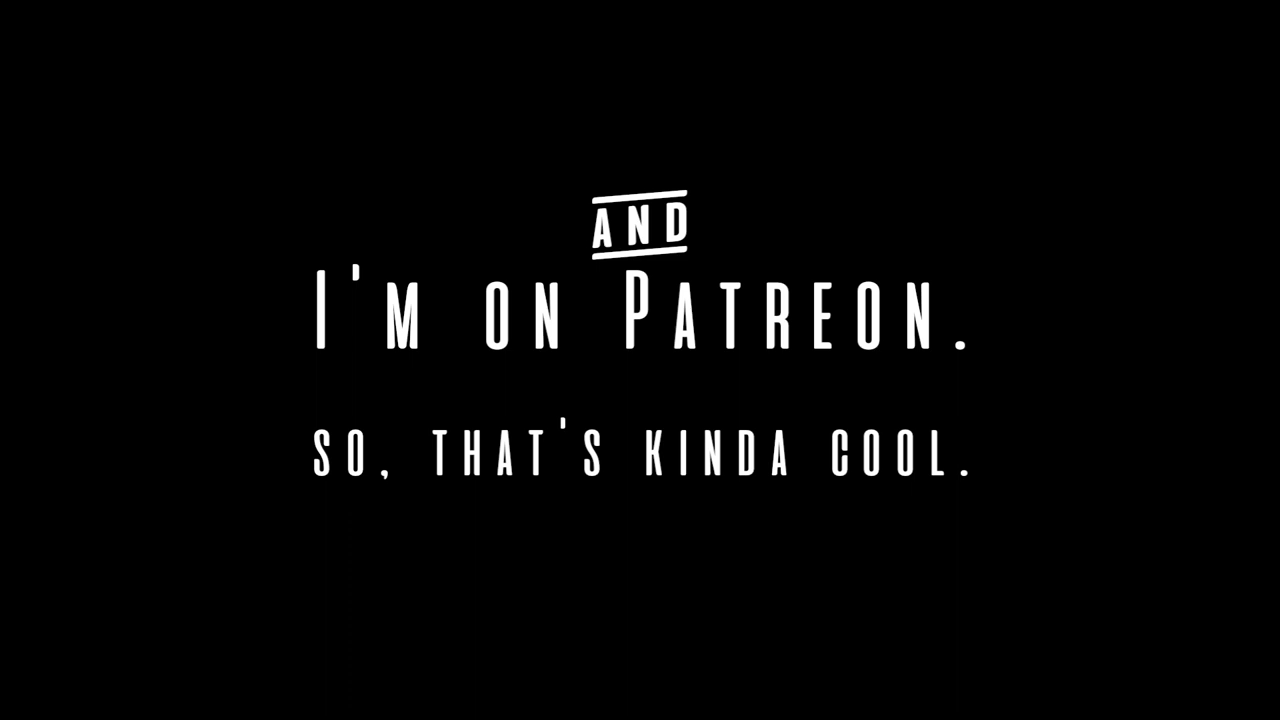 AND
I'M ON PATREON.
SO, THAT'S KINDA COOL.